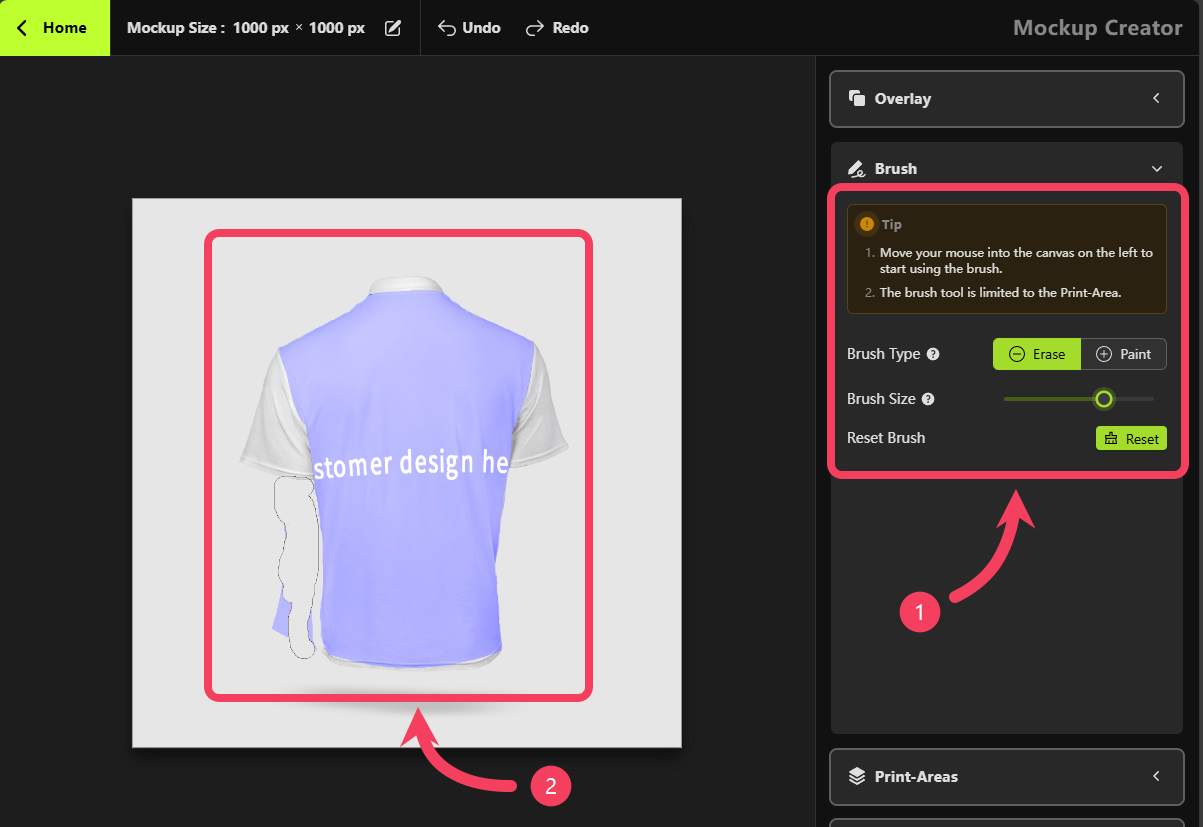 Home
Mockup Size : 1000 px × 1000 px
Undo
Redo
Mockup Creator
Overlay
Brush
Tip
1. Move your mouse into the canvas on the left to
start using the brush.
2. The brush tool is limited to the Print-Area.
Brush Type ?
Erase
Paint
Brush Size ?
Reset Brush
Reset
stomer design he
1
2
Print-Areas